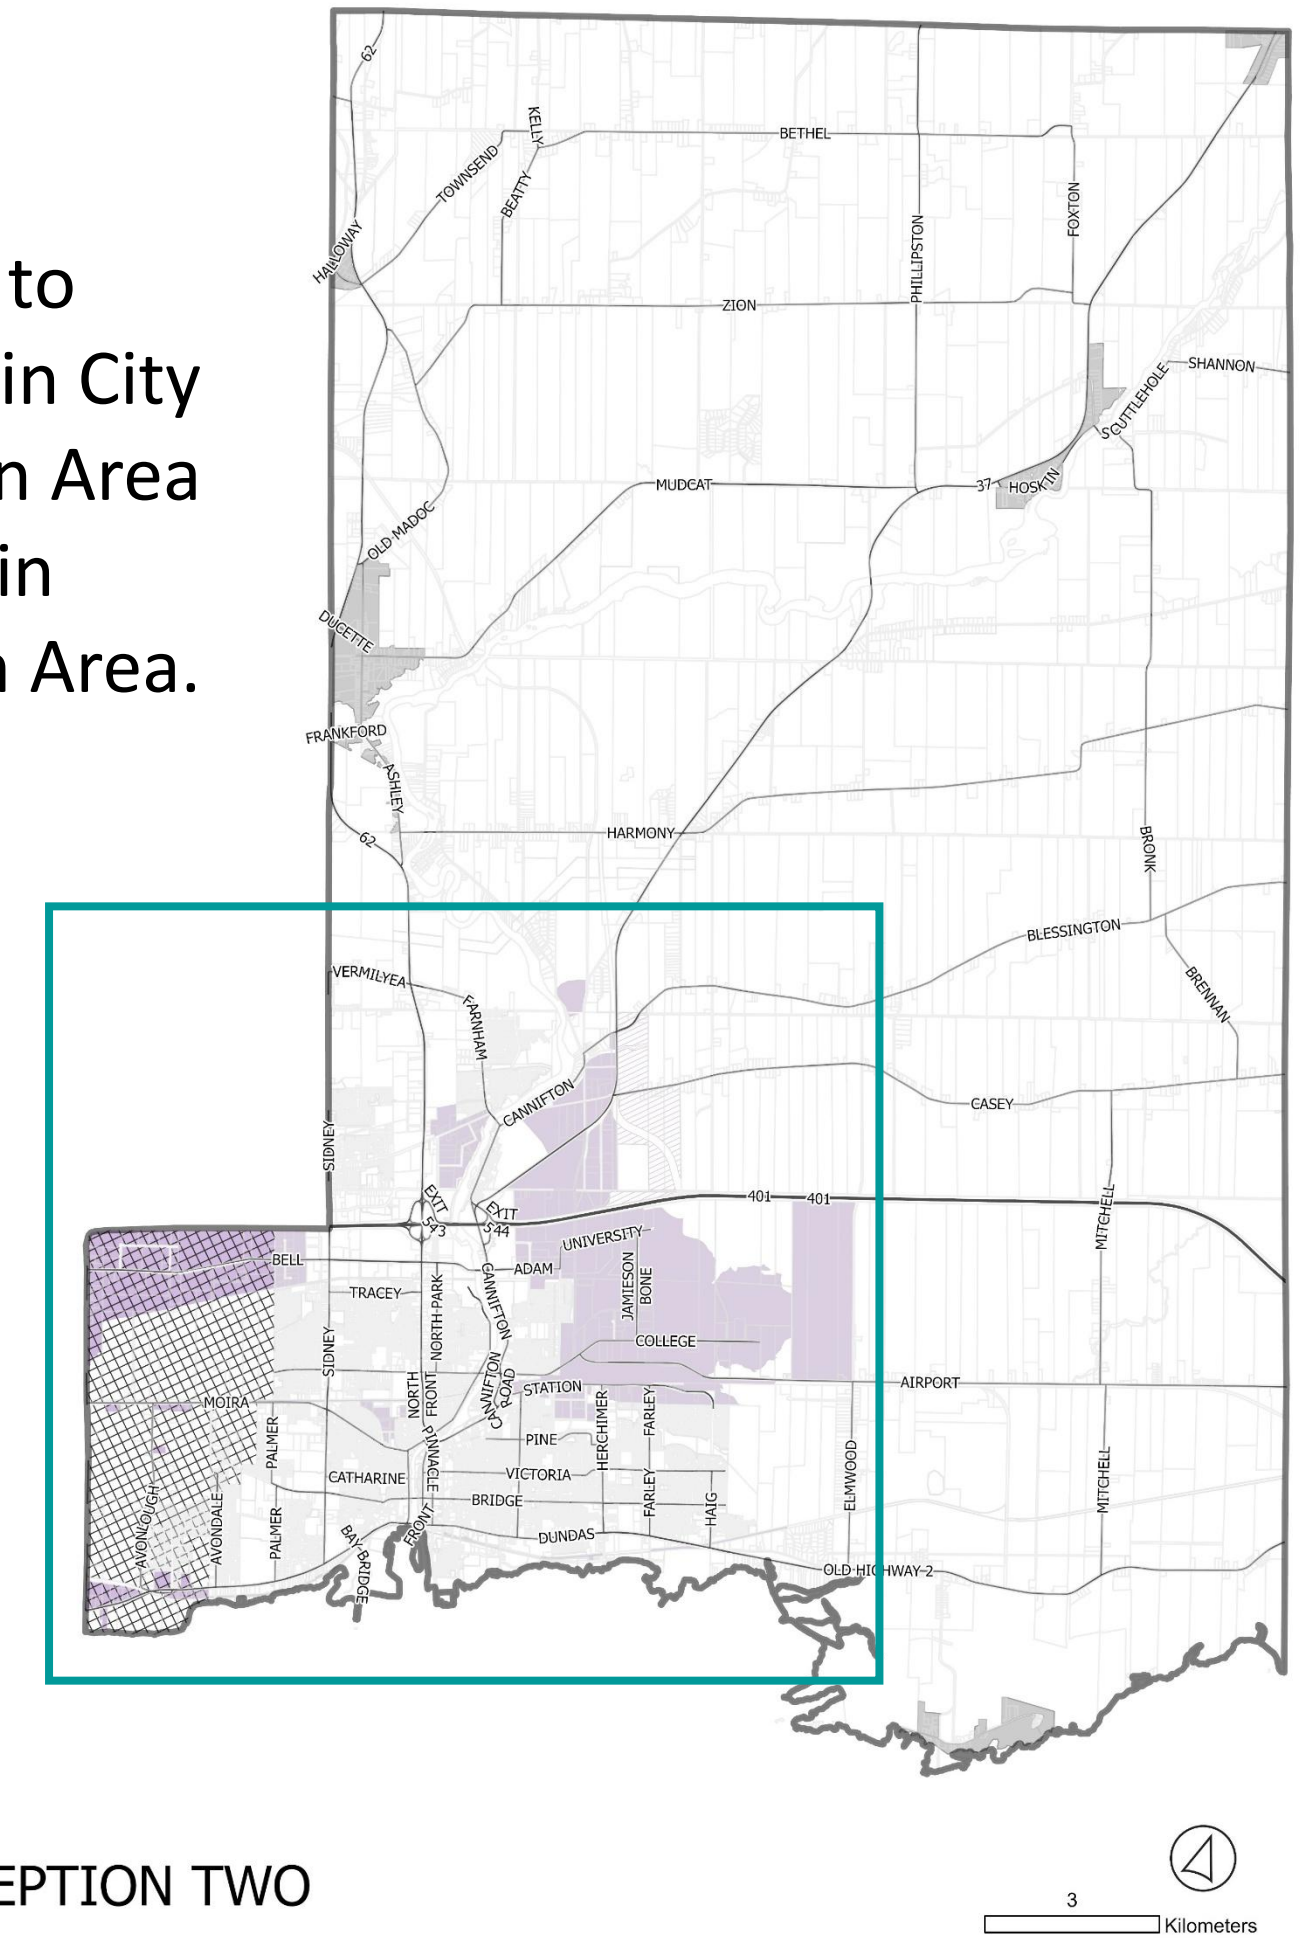 to
in City
n Area
in
n Area.
62
KELLY
BETHEL
TOWNSEND
BEATTY
FOXTON
PHILLIPSTON
HALLOWAY
ZION
SHANNON
SCUTTLEHOLE
MUDCAT
37
HOSKIN
OLD MADOC
DUCETTE
FRANKFORD
ASHLEY
62
HARMONY
BRONK
BLESSINGTON
VERMILYEA
FARNHAM
BRENNAN
CANNIFTON
CASEY
SIDNEY
EXIT
543
EXIT
544
401
401
MITCHELL
UNIVERSITY
BELL
ADAM
TRACEY
NORTH PARK
CANNIFTON
JAMIESON
BONE
SIDNEY
COLLEGE
AIRPORT
NORTH
FRONT
CANNIFTON
ROAD
STATION
MOIRA
PALMER
HERCHIMER
FARLEY
PINE
PINNACLE
CATHARINE
VICTORIA
ELMWOOD
MITCHELL
BRIDGE
FARLEY
HAIG
AVONLOUGH
AVONDALE
PALMER
BAY BRIDGE
FRONT
DUNDAS
OLD HIGHWAY 2
EPTION TWO
3
Kilometers